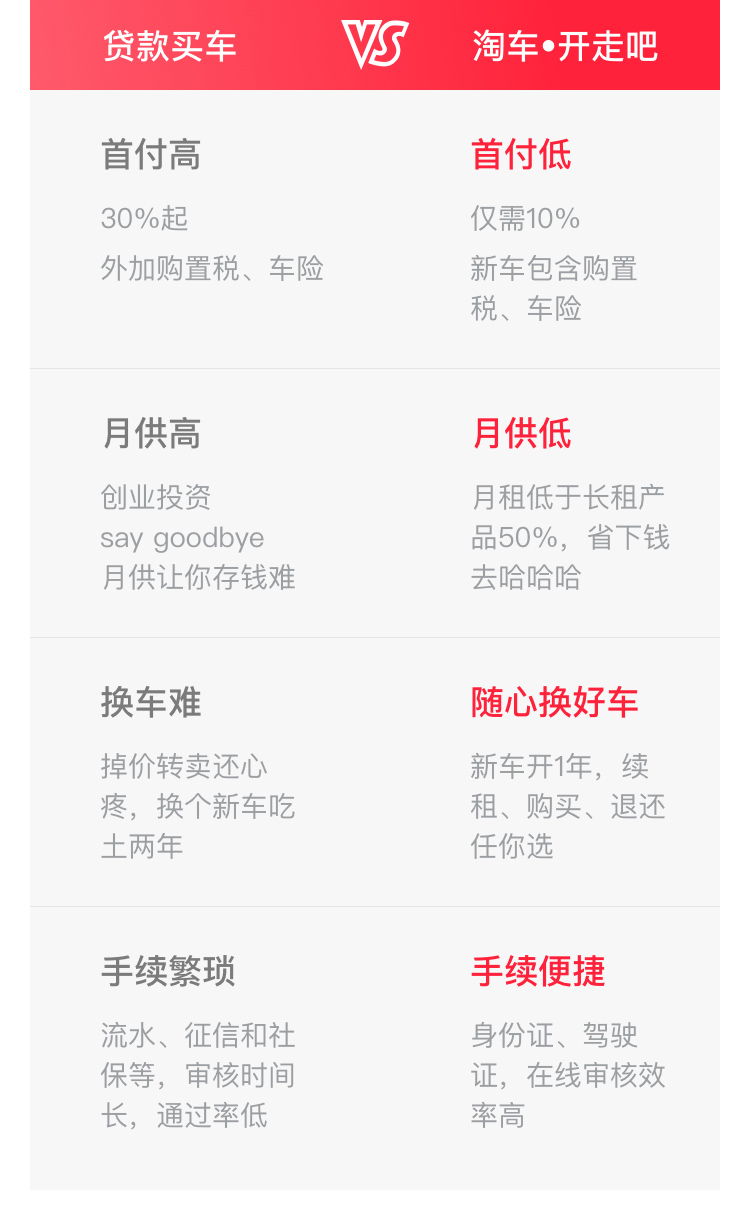 贷款买车
VS
淘车•开走吧
首付高
30%起
外加购置税、车险
首付低
仅需10%
新车包含购置
税、车险
月供高
创业投资
say goodbye
月供让你存钱难
月供低
月租低于长租产
品50%，省下钱
去哈哈哈
换车难
掉价转卖还心
疼，换个新车吃
土两年
随心换好车
新车开1年，续
租、购买、退还
任你选
手续繁琐
流水、征信和社
保等，审核时间
长，通过率低
手续便捷
身份证、驾驶
证，在线审核效
率高